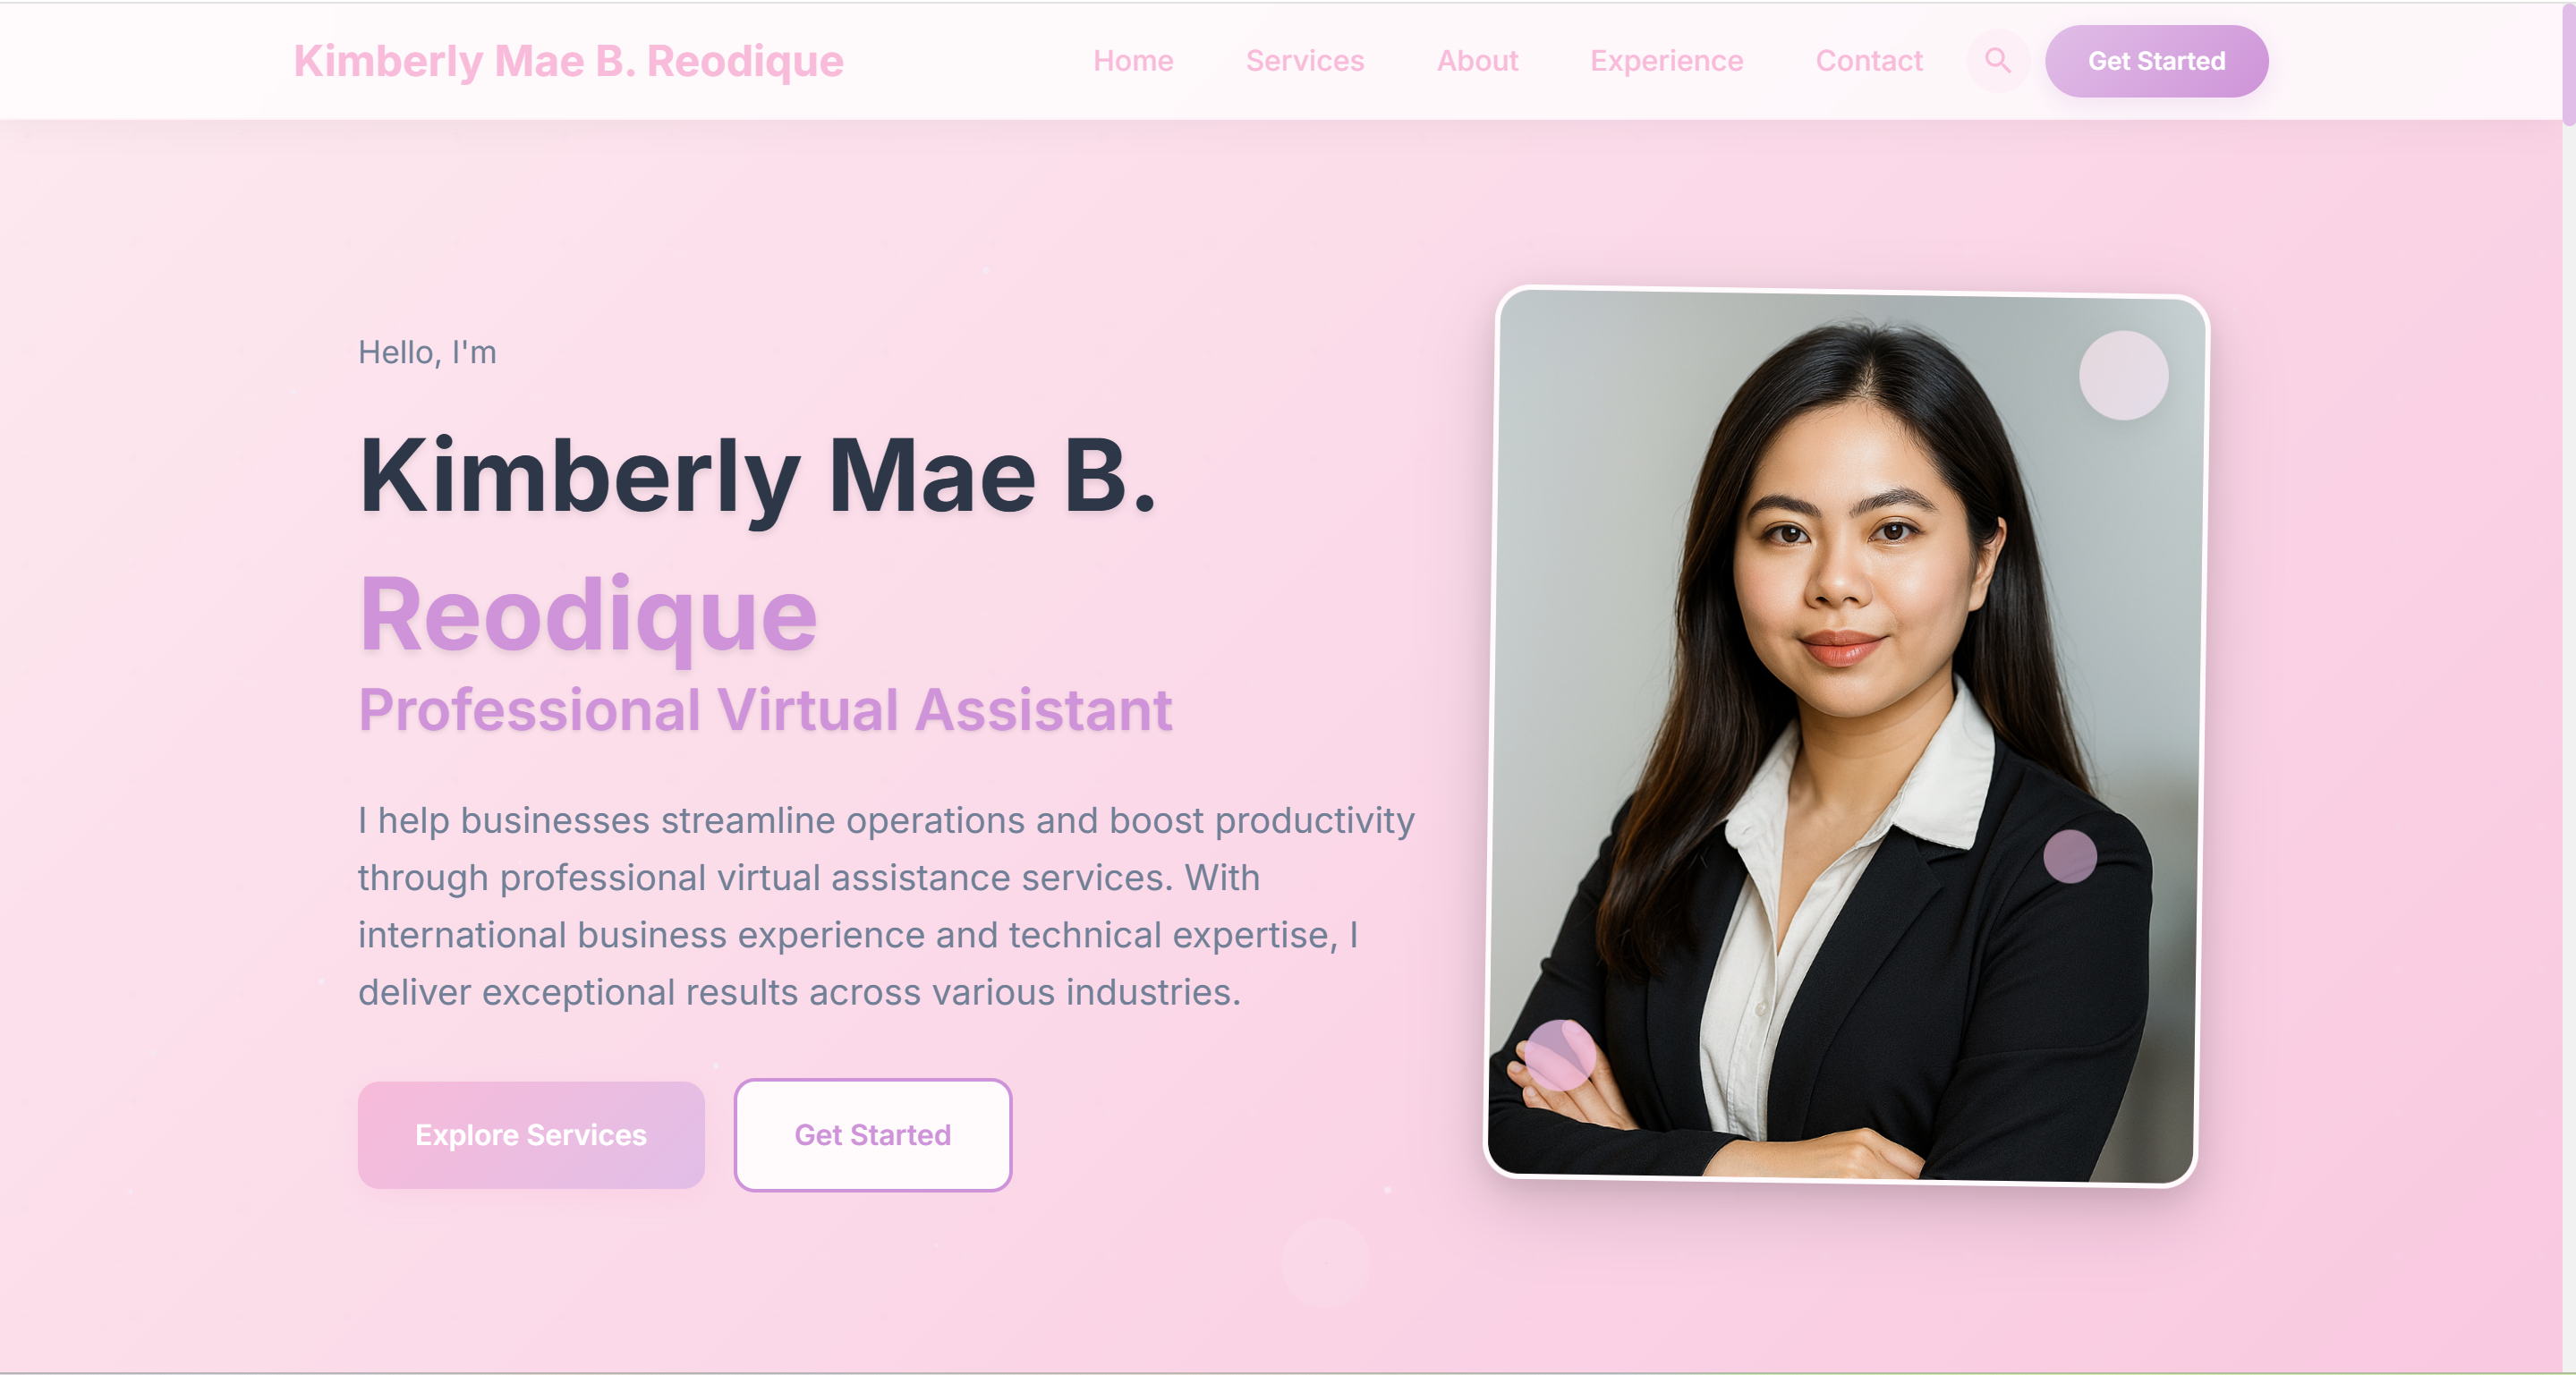 Kimberly Mae B. Reodique
Home Services About Experience Contact Get Started
Hello, I'm
Kimberly Mae B.
Reodique
Professional Virtual Assistant
I help businesses streamline operations and boost productivity
through professional virtual assistance services. With
international business experience and technical expertise, I
deliver exceptional results across various industries.
Explore Services
Get Started